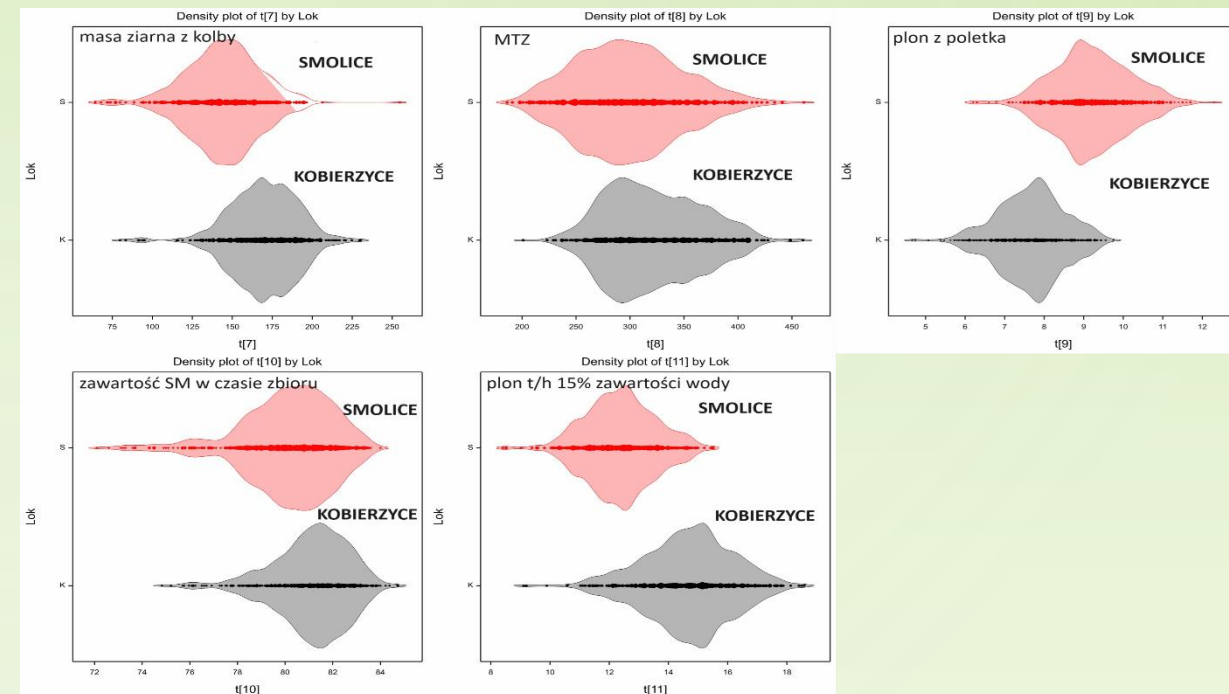 Density plot of t[7] by Lok
masa ziarna z kolby
SMOLICE
S
KOBIERZYCE
K
Lok
75 100 125 150 175 200 225 250
t[7]
Density plot of t[8] by Lok
MTZ
SMOLICE
S
KOBIERZYCE
K
Lok
200 250 300 350 400 450
t[8]
Density plot of t[9] by Lok
plon z poletka
SMOLICE
S
KOBIERZYCE
K
Lok
5 6 7 8 9 10 11 12
t[9]
Density plot of t[10] by Lok
zawartość SM w czasie zbioru
SMOLICE
S
KOBIERZYCE
K
Lok
72 74 76 78 80 82 84
t[10]
Density plot of t[11] by Lok
plon t/h 15% zawartości wody
SMOLICE
S
KOBIERZYCE
K
Lok
8 10 12 14 16 18
t[11]